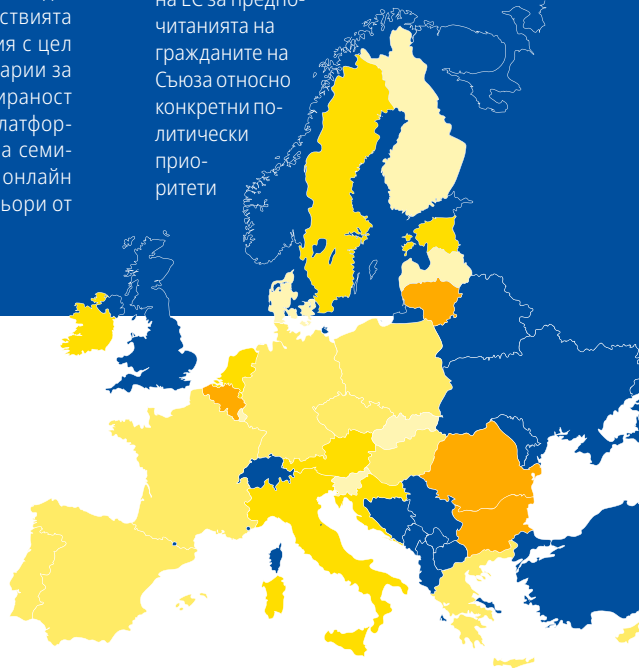 ствията
я с цел
арии за
ираност
латфор-
а семи-
онлайн
ьори от
на ЕС за предпо-
читанията на
гражданите на
Съюза относно
конкретни по-
литически
прио-
ритети